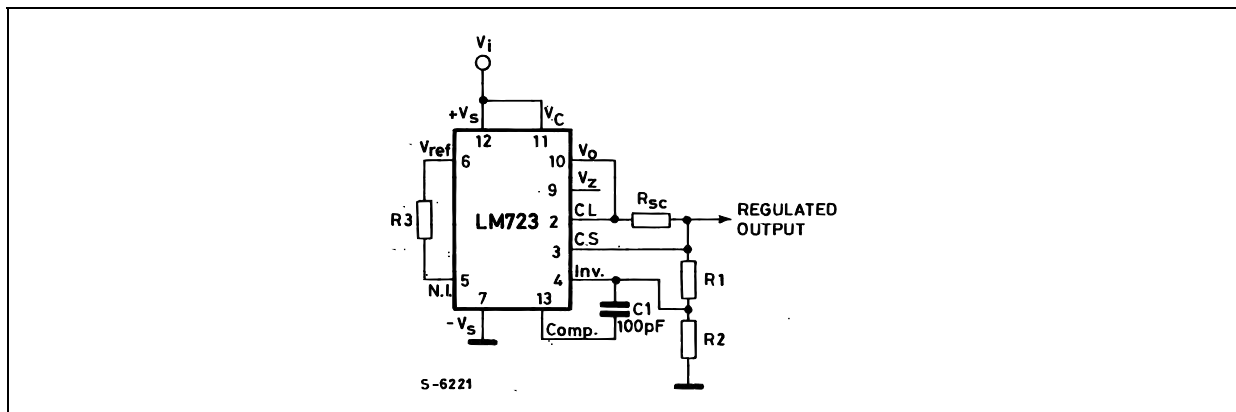 Vi
+Vs
VC
12
11
Vref
6
10
Vo
9
Vz
R3
LM723
2
CL
Rsc
REGULATED
OUTPUT
3
CS
5
N.I.
4
Inv.
R1
7
13
C1
100pF
-Vs
Comp.
R2
S-6221